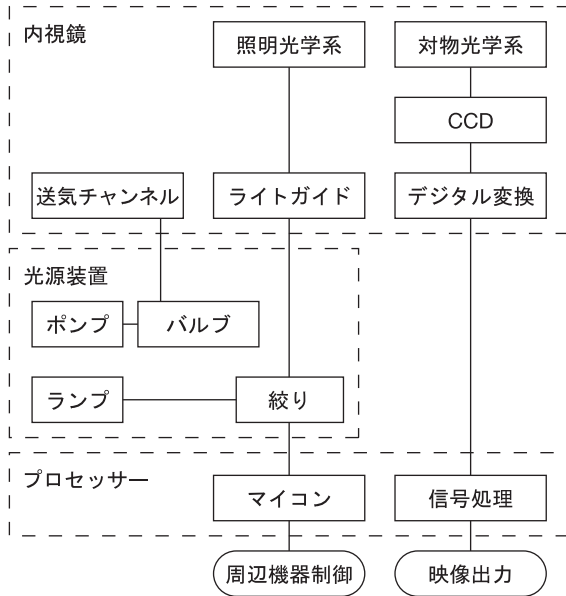 内視鏡
照明光学系
対物光学系
CCD
送気チャンネル
ライトガイド
デジタル変換
光源装置
ポンプ
バルブ
ランプ
絞り
プロセッサー
マイコン
信号処理
周辺機器制御
映像出力